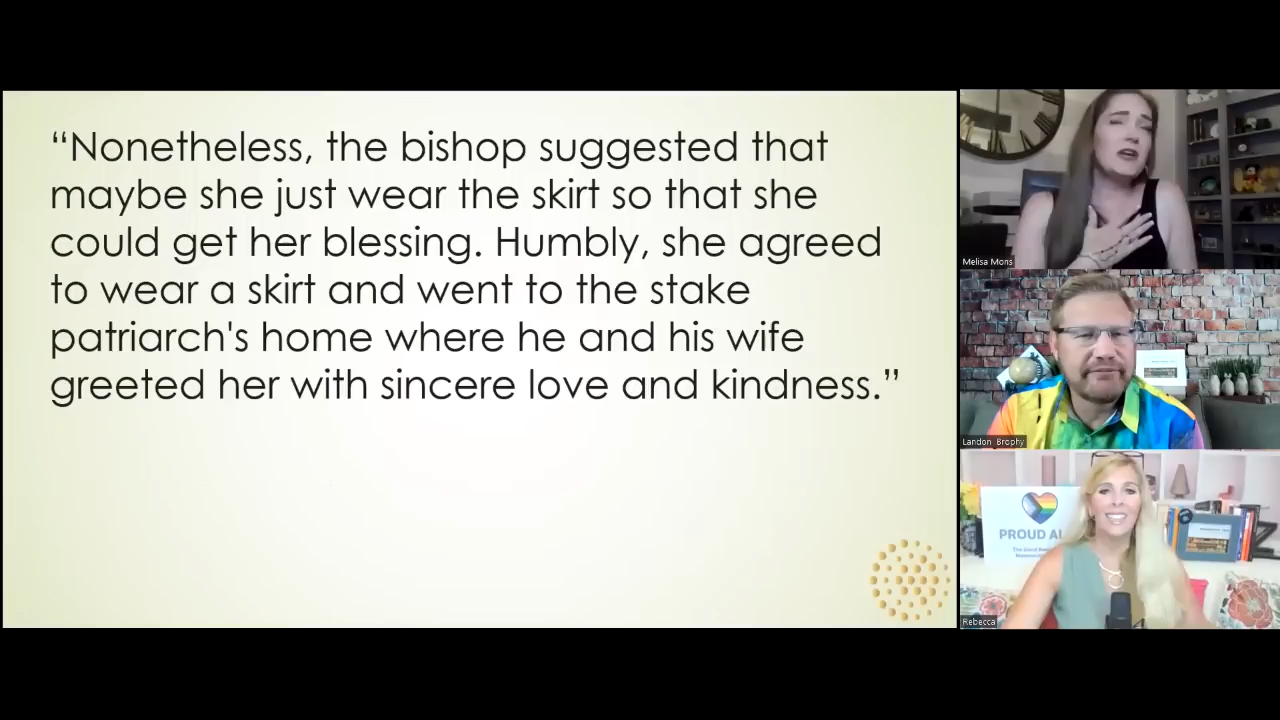 “Nonetheless, the bishop suggested that
maybe she just wear the skirt so that she
could get her blessing. Humbly, she agreed
to wear a skirt and went to the stake
patriarch's home where he and his wife
greeted her with sincere love and kindness.”
Melisa Mons
Landon Brophy
PROUD AL
Rebecca